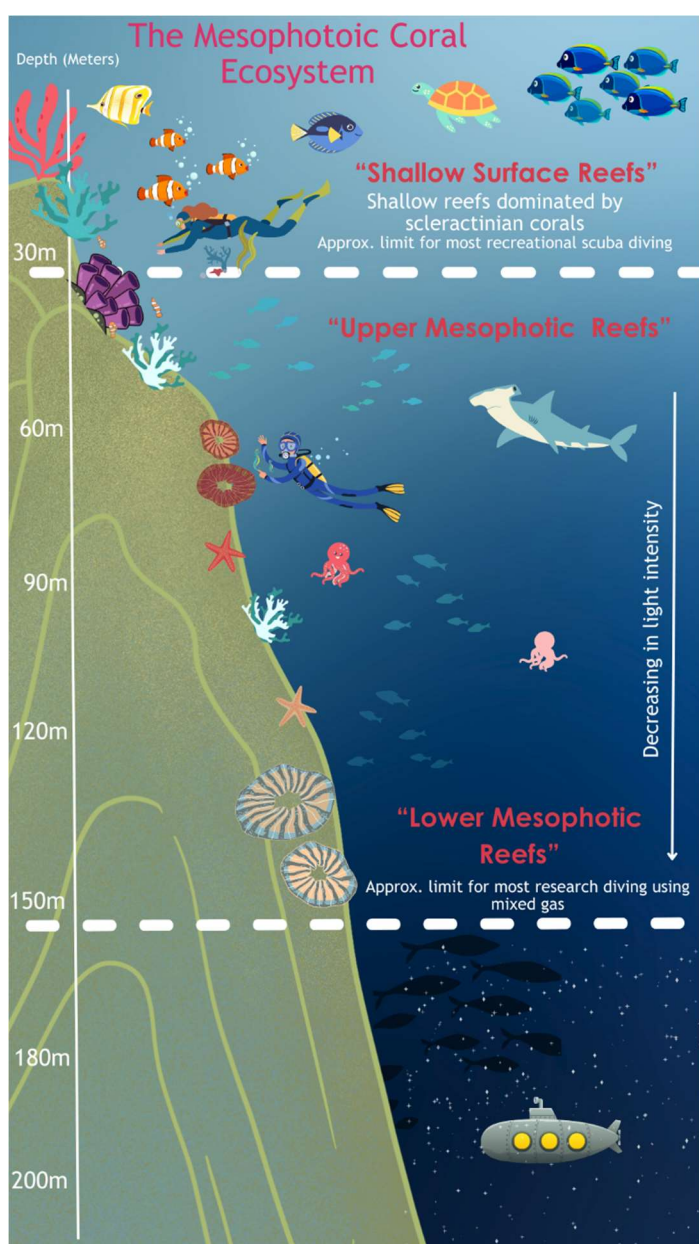 The Mesophotoic Coral
Ecosystem
Depth (Meters)
“Shallow Surface Reefs”
Shallow reefs dominated by
scleractinian corals
Approx. limit for most recreational scuba diving
30m
“Upper Mesophotic Reefs”
60m
90m
Decreasing in light intensity
120m
“Lower Mesophotic
Reefs”
Approx. limit for most research diving using
mixed gas
150m
180m
200m